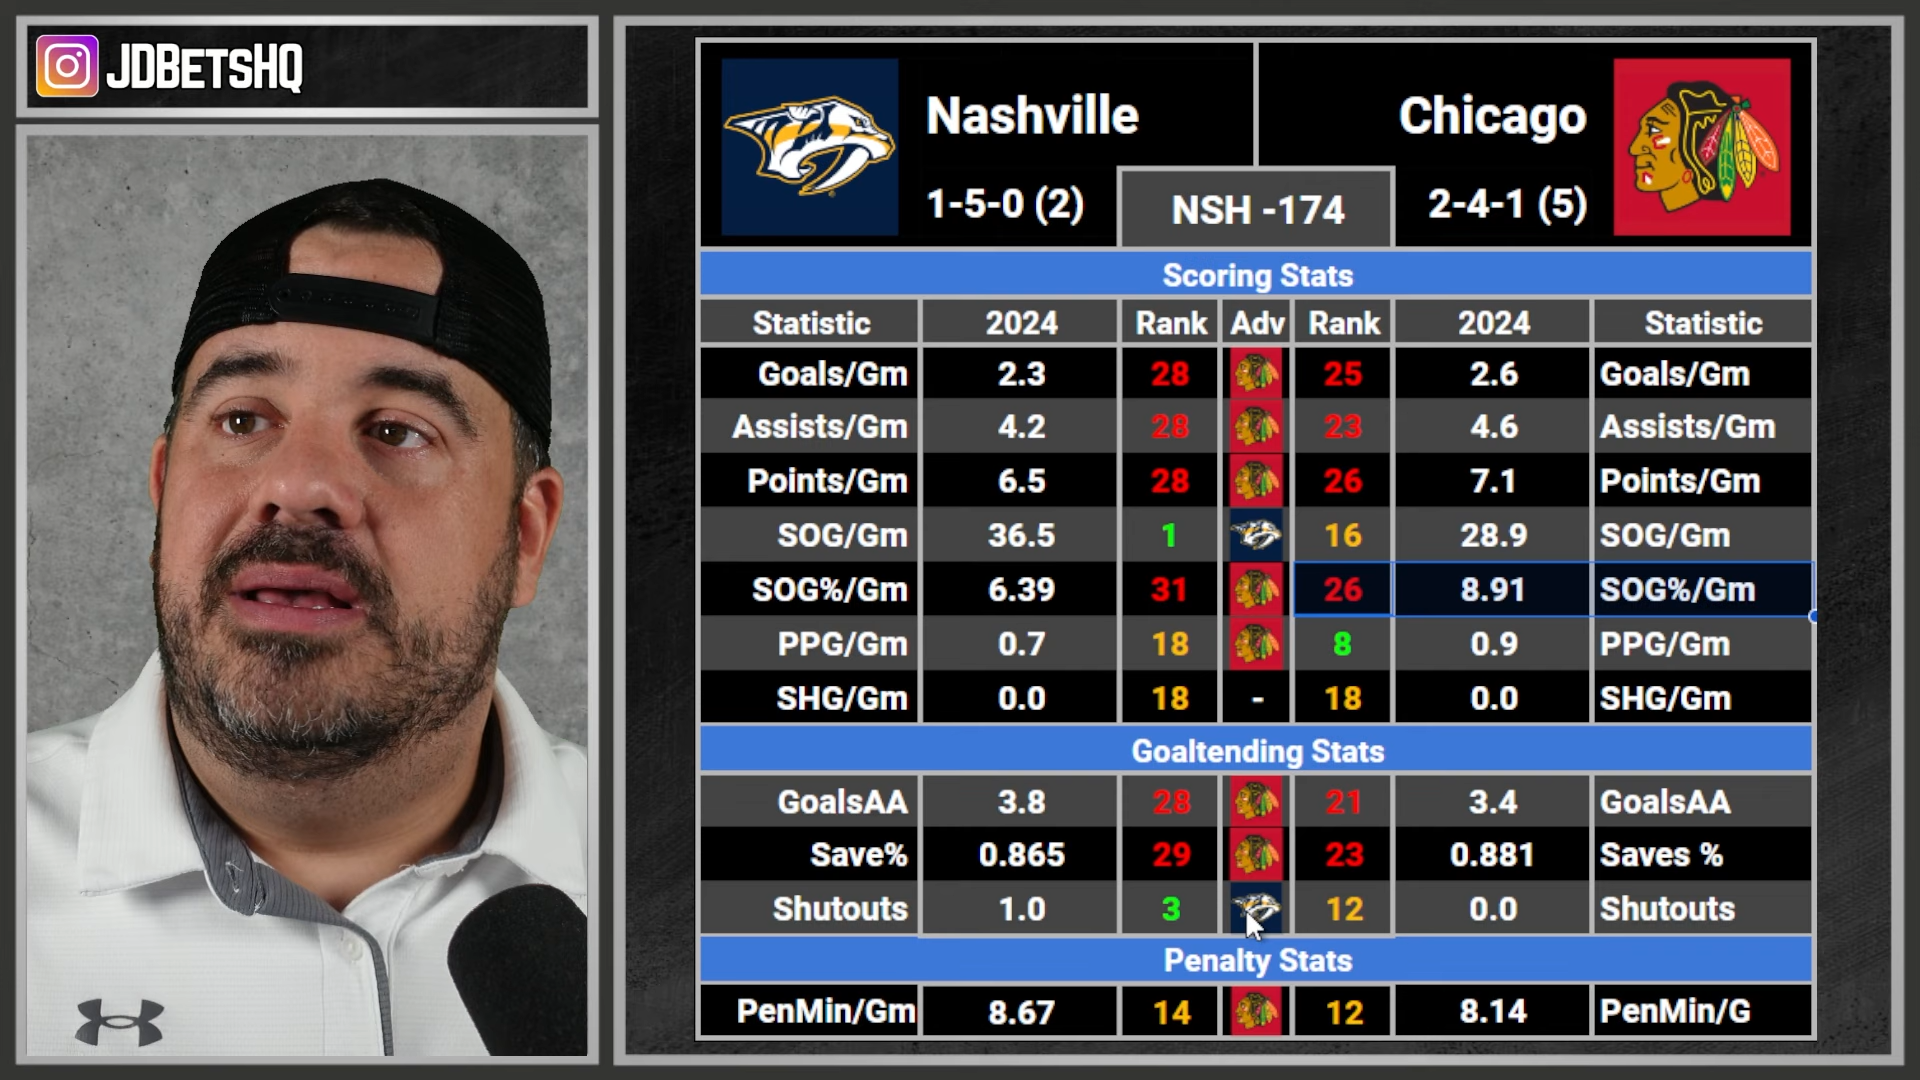 JDBetsHQ
Nashville Chicago
1-5-0 (2) NSH -174 2-4-1 (5)
Scoring Stats
Statistic 2024 Rank Adv Rank 2024 Statistic
Goals/Gm 2.3 28 25 2.6 Goals/Gm
Assists/Gm 4.2 28 23 4.6 Assists/Gm
Points/Gm 6.5 28 26 7.1 Points/Gm
SOG/Gm 36.5 1 16 28.9 SOG/Gm
SOG%/Gm 6.39 31 26 8.91 SOG%/Gm
PPG/Gm 0.7 18 8 0.9 PPG/Gm
SHG/Gm 0.0 18 - 18 0.0 SHG/Gm
Goaltending Stats
GoalsAA 3.8 28 21 3.4 GoalsAA
Save% 0.865 29 23 0.881 Saves %
Shutouts 1.0 3 12 0.0 Shutouts
Penalty Stats
PenMin/Gm 8.67 14 12 8.14 PenMin/G